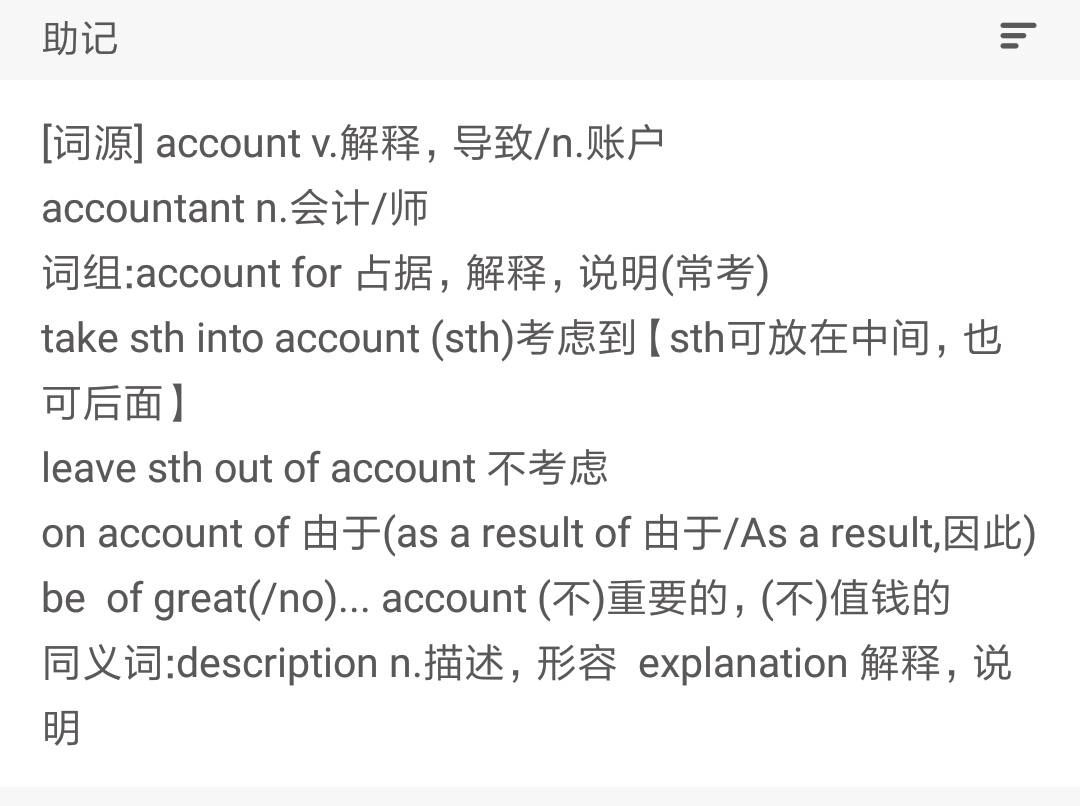 助记
[词源] account v.解释，导致/n.账户
accountant n.会计/师
词组:account for 占据，解释，说明(常考)
take sth into account (sth)考虑到【sth可放在中间，也
可后面】
leave sth out of account 不考虑
on account of 由于(as a result of 由于/As a result,因此)
be  of great(/no)... account (不)重要的，(不)值钱的
同义词:description n.描述，形容  explanation 解释，说
明